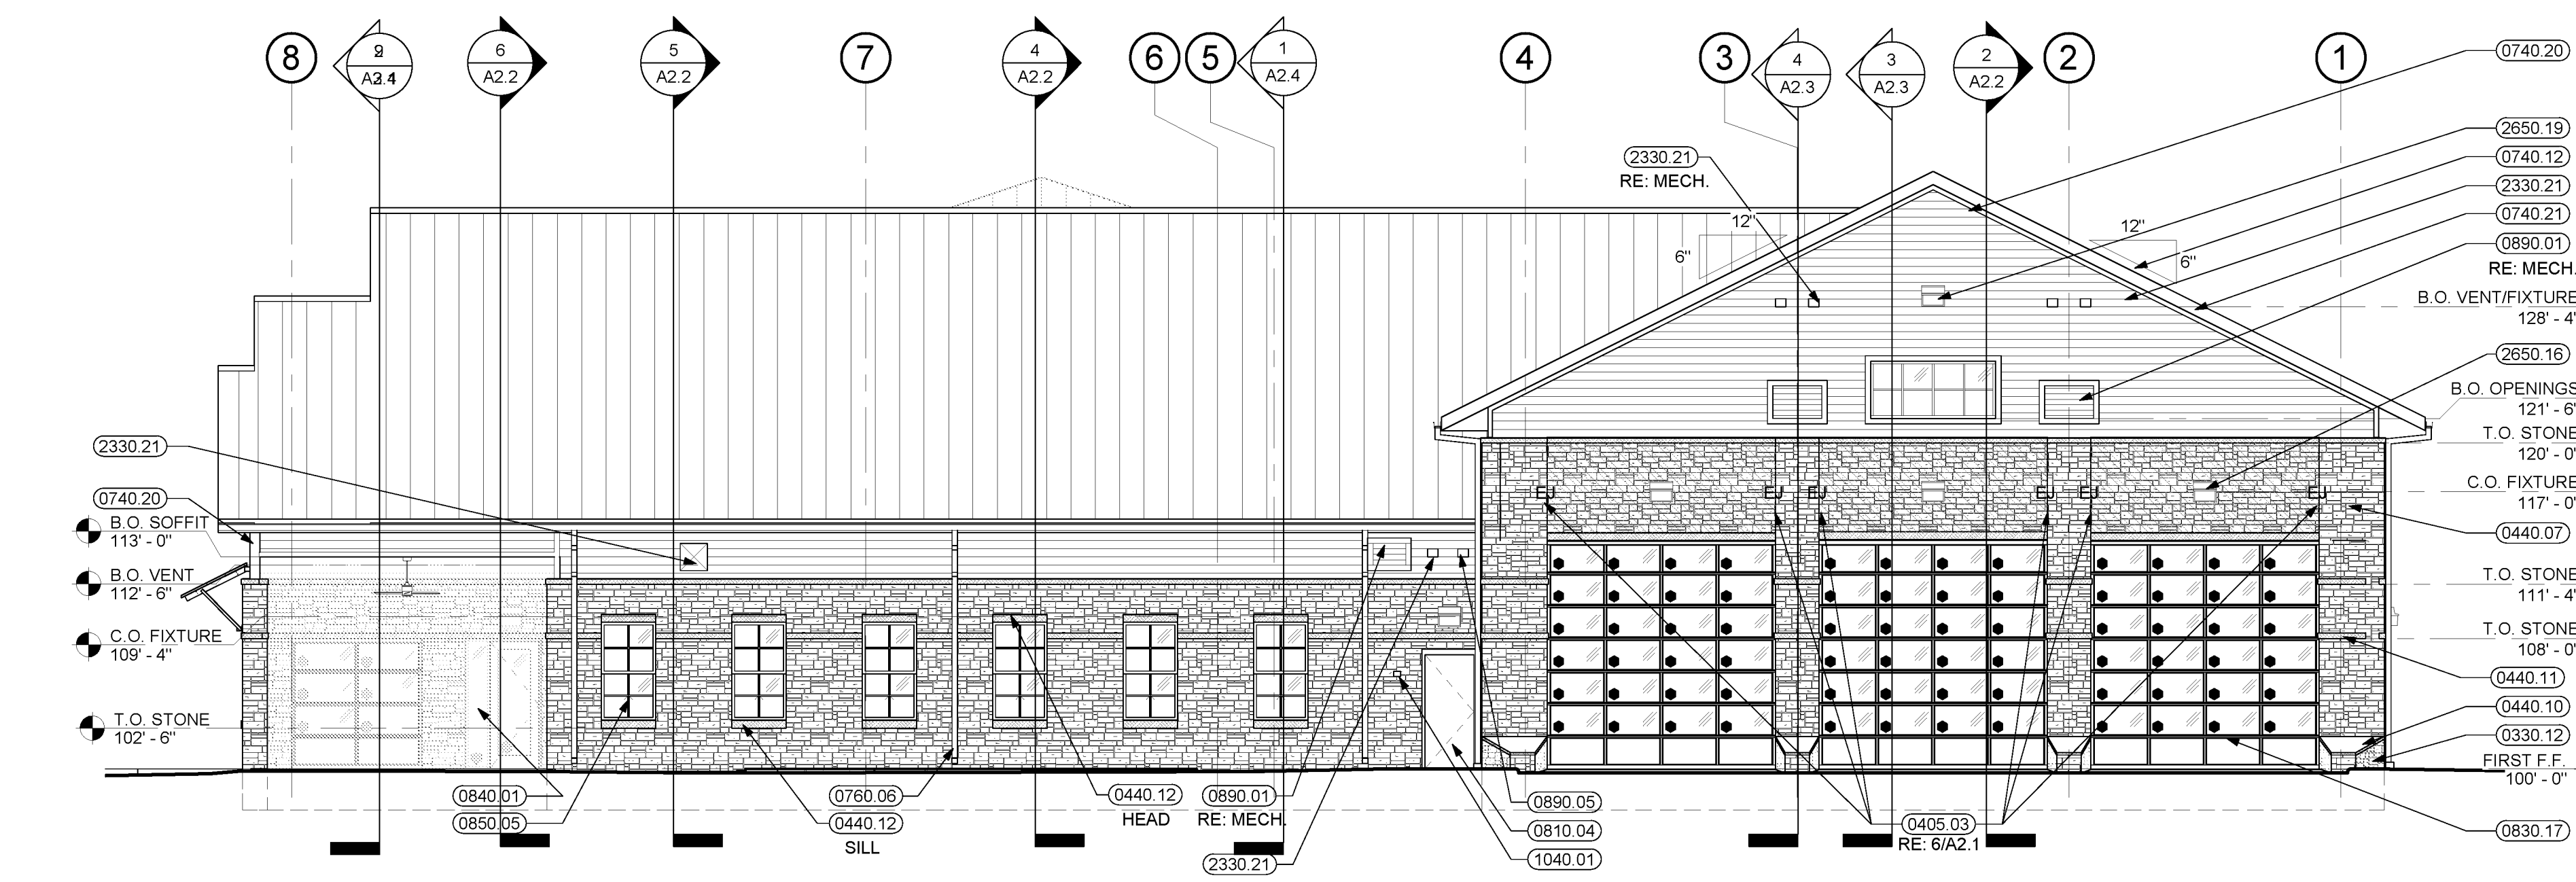 8
6
A2.2
5
A2.2
7
4
A2.2
6
5
1
A2.4
4
3
4
A2.3
3
A2.3
2
A2.2
2
1
0740.20
2650.19
0740.12
2330.21
0740.21
0890.01
RE: MECH.
B.O. VENT/FIXTURE
128' - 4"
2650.16
B.O. OPENINGS
121' - 6"
T.O. STONE
120' - 0"
C.O. FIXTURE
117' - 0"
0440.07
T.O. STONE
111' - 4"
T.O. STONE
108' - 0"
0440.11
0440.10
0330.12
FIRST F.F.
100' - 0"
0830.17
2330.21
RE: MECH.
12"
6"
12"
6"
EJ
EJ
EJ
EJ
EJ
EJ
2330.21
0740.20
B.O. SOFFIT
113' - 0"
B.O. VENT
112' - 6"
C.O. FIXTURE
109' - 4"
T.O. STONE
102' - 6"
0840.01
0850.05
0760.06
0440.12
SILL
0440.12
HEAD
0890.01
RE: MECH.
2330.21
0890.05
0810.04
1040.01
0405.03
RE: 6/A2.1